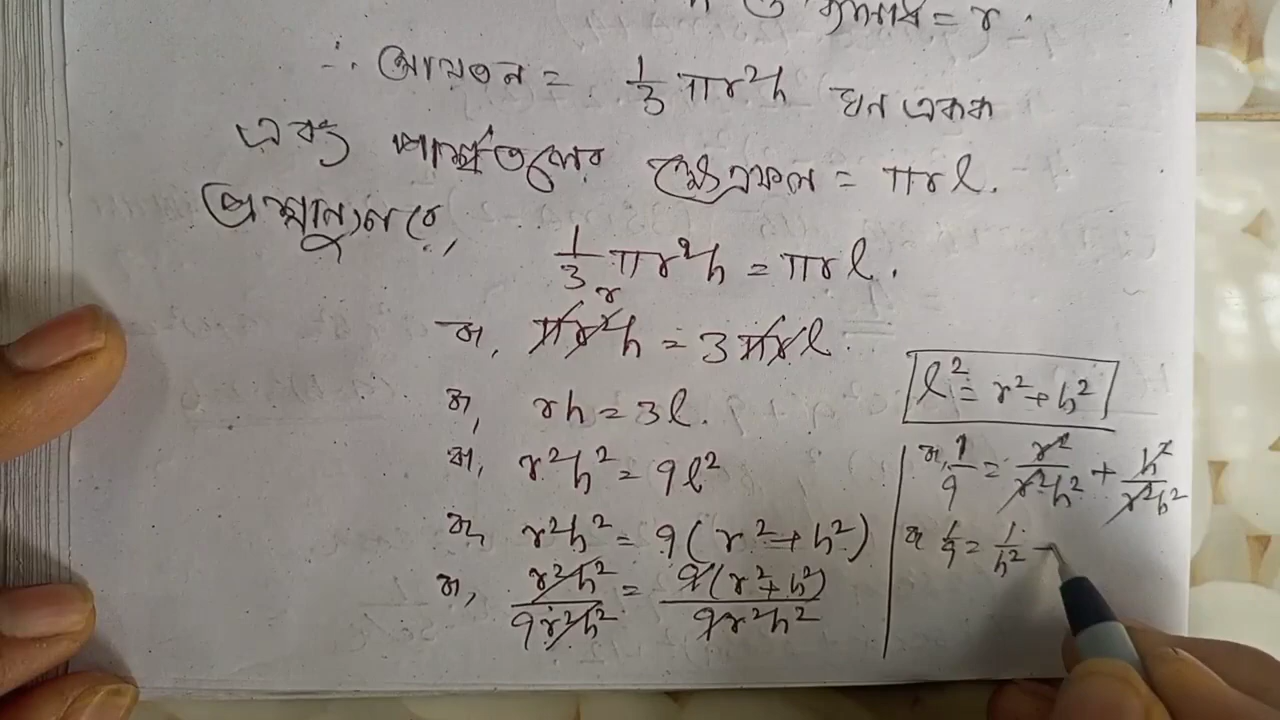 ও = r.
∴ আয়তন = 1/3 πr²h ঘন একক
এবং পার্শ্বতলের ক্ষেত্রফল = πrl.
প্রশ্নানুসারে,
1/3 πr²h = πrl.
বা, πr²h = 3πrl.
r
বা, rh = 3l.
বা, r²h² = 9l²
বা, r²h² = 9(r²+h²)
বা, r²h²/9r²h² = 9(r²+h²)/9r²h²
l² = r²+h²
বা, 1/9 = r²/r²h² + h²/r²h²
বা 1/9 = 1/h² -